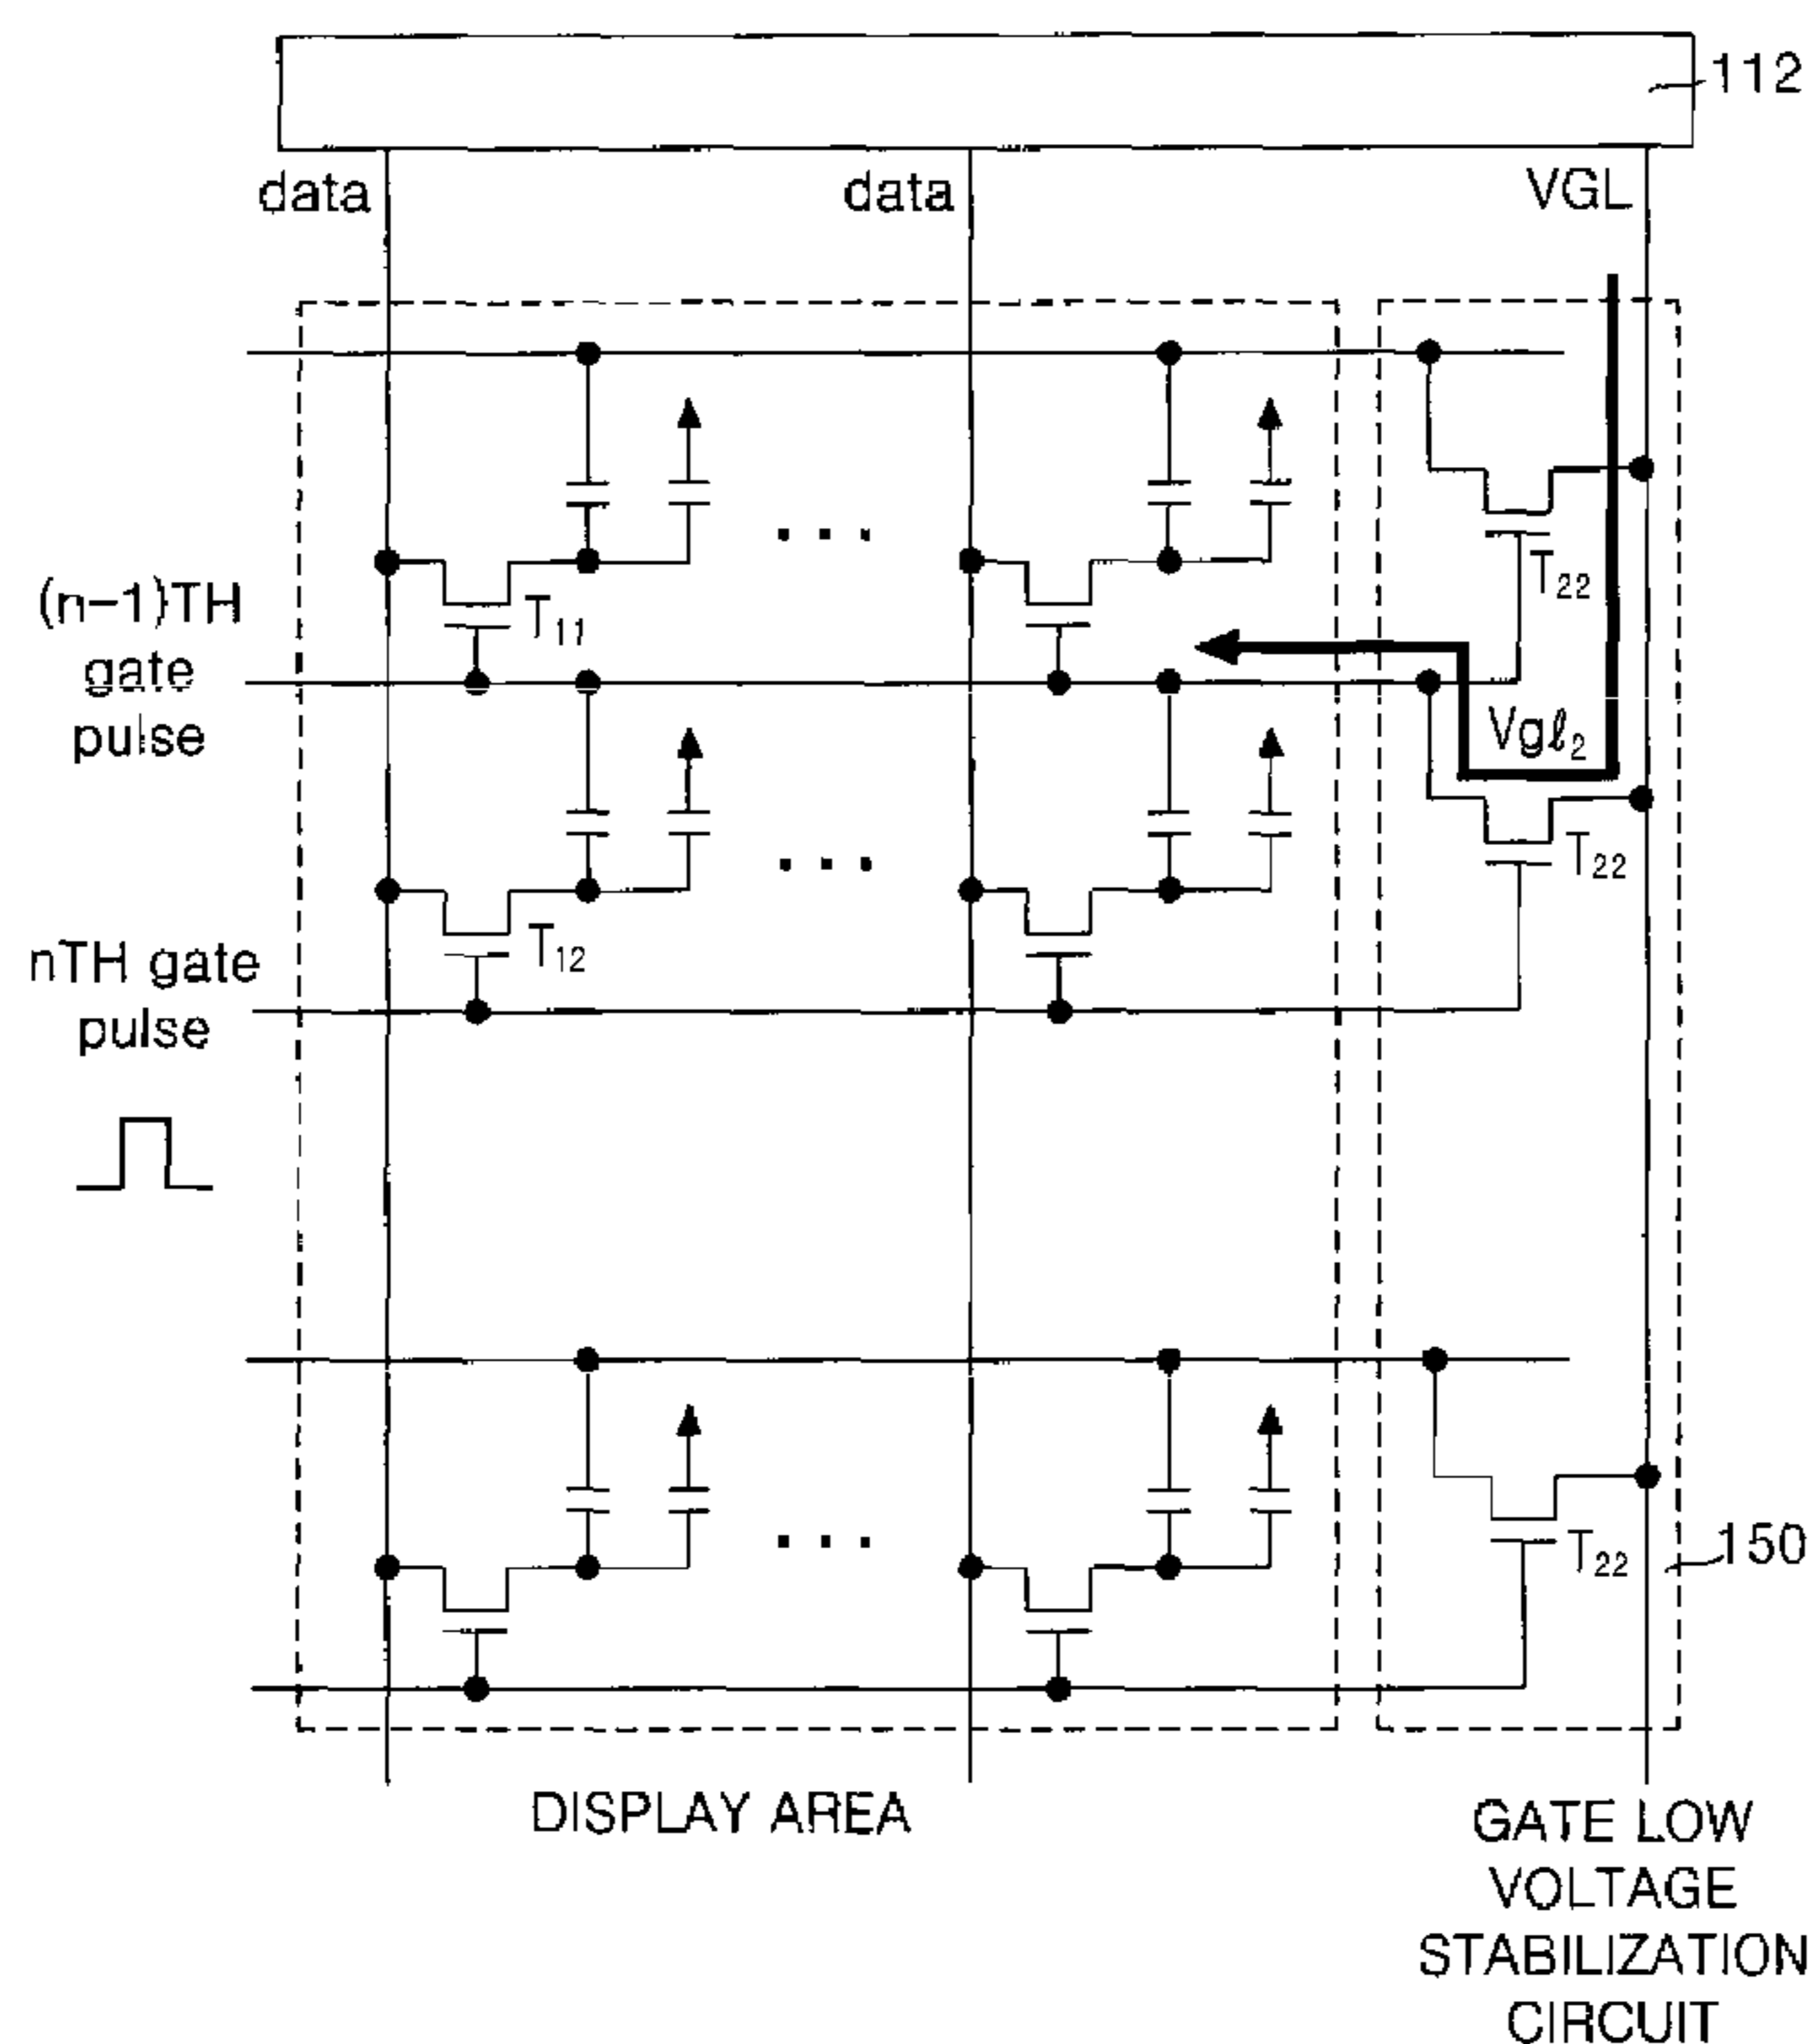 112
data
data
VGL
T22
(n-1)TH
gate
pulse
T11
Vgℓ2
T22
T12
nTH gate
pulse
T22
150
DISPLAY AREA
GATE LOW
VOLTAGE
STABILIZATION
CIRCUIT